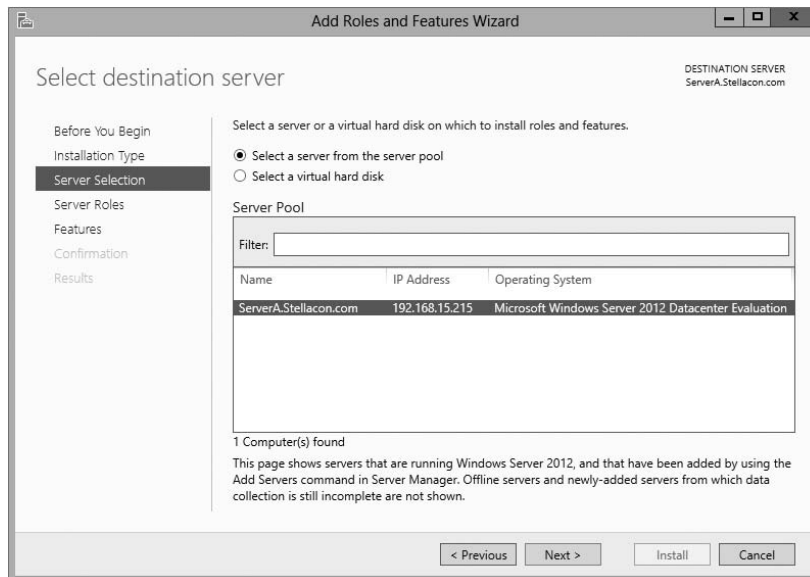 Add Roles and Features Wizard
Select destination server
DESTINATION SERVER
ServerA.Stellacon.com
Before You Begin
Installation Type
Server Selection
Server Roles
Features
Confirmation
Results
Select a server or a virtual hard disk on which to install roles and features.
Select a server from the server pool
Select a virtual hard disk
Server Pool
Filter:
Name IP Address Operating System
ServerA.Stellacon.com 192.168.15.215 Microsoft Windows Server 2012 Datacenter Evaluation
1 Computer(s) found
This page shows servers that are running Windows Server 2012, and that have been added by using the
Add Servers command in Server Manager. Offline servers and newly-added servers from which data
collection is still incomplete are not shown.
< Previous Next > Install Cancel